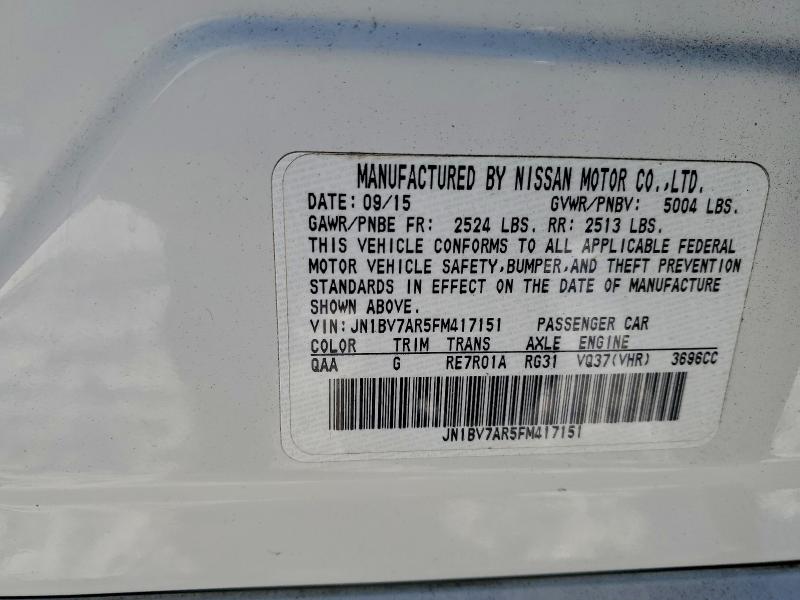 MANUFACTURED BY NISSAN MOTOR CO.,LTD.
DATE: 09/15 GVWR/PNBV: 5004 LBS.
GAWR/PNBE FR: 2524 LBS. RR: 2513 LBS.
THIS VEHICLE CONFORMS TO ALL APPLICABLE FEDERAL
MOTOR VEHICLE SAFETY,BUMPER,AND THEFT PREVENTION
STANDARDS IN EFFECT ON THE DATE OF MANUFACTURE
SHOWN ABOVE.
VIN:JN1BV7AR5FM417151 PASSENGER CAR
COLOR TRIM TRANS AXLE ENGINE
QAA G RE7R01A RG31 VQ37(VHR) 3696CC
JN1BV7AR5FM417151